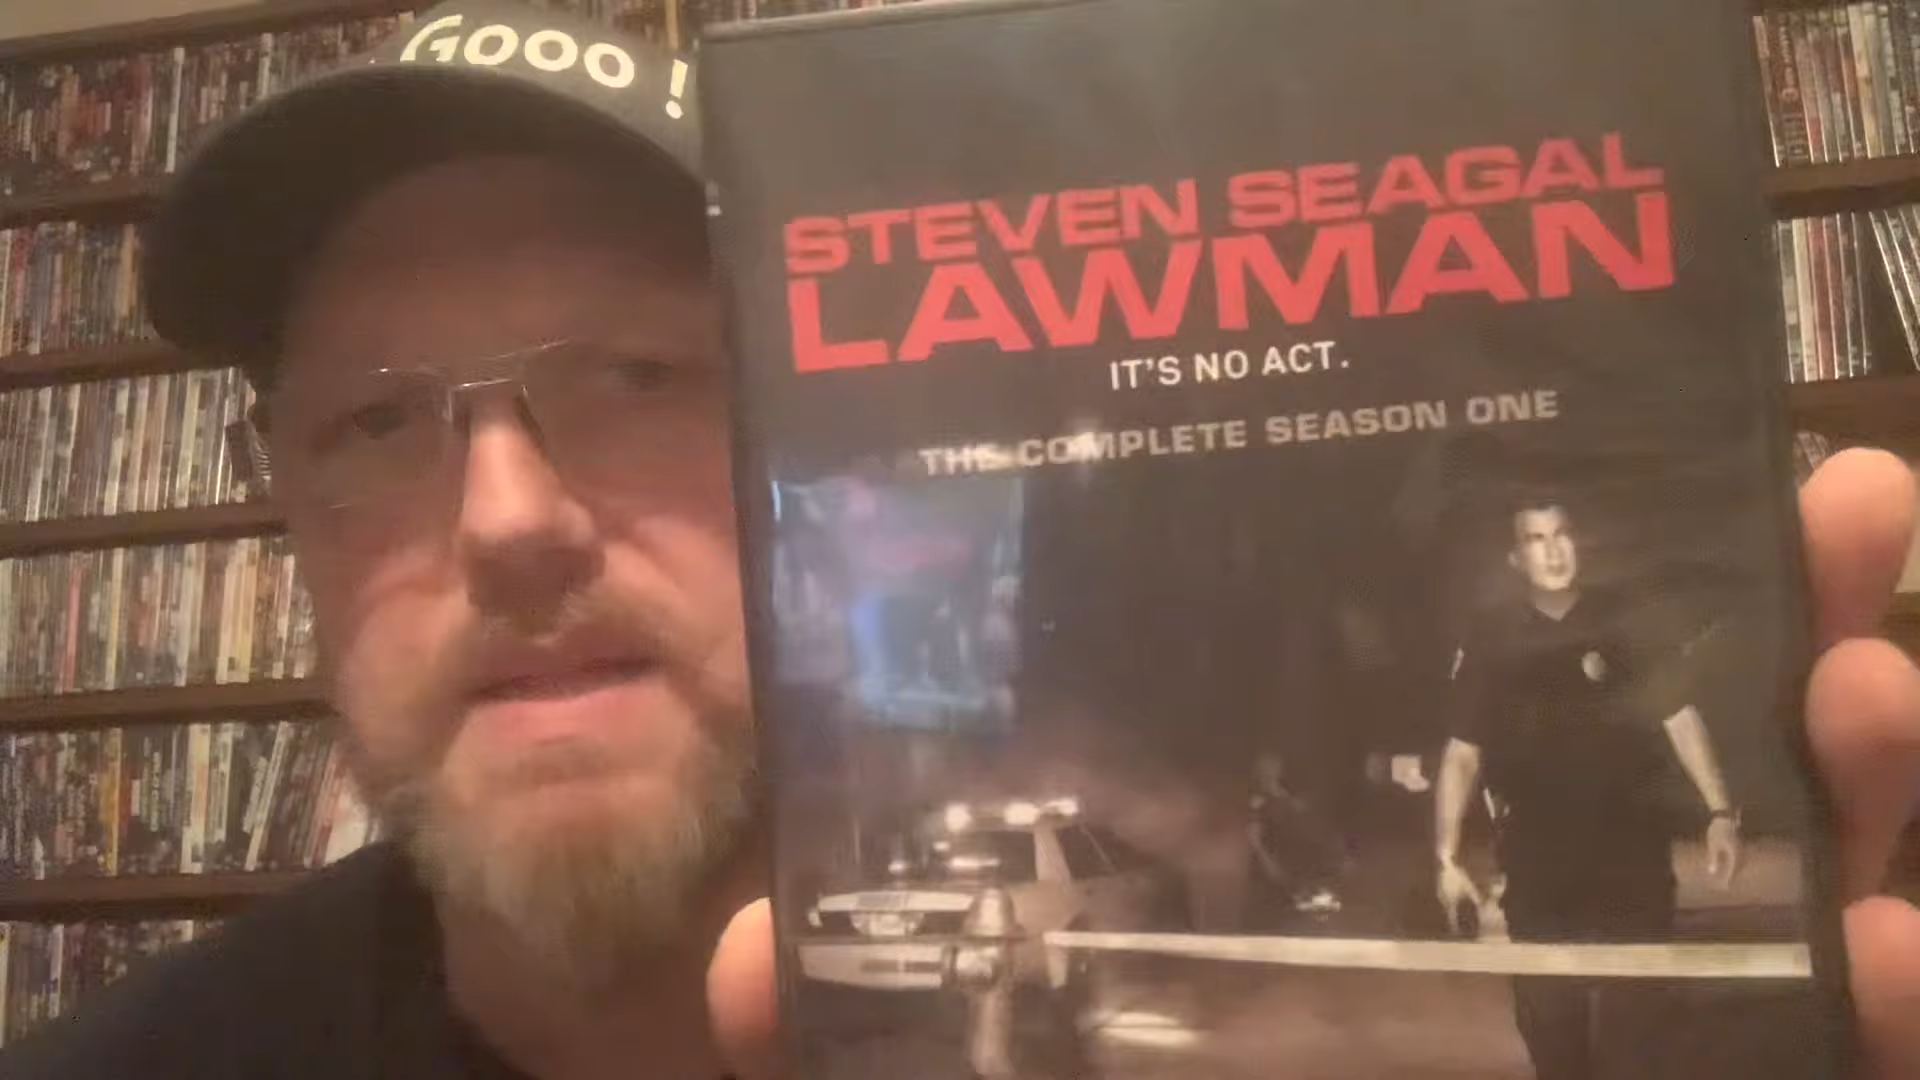 GOOO !
STEVEN SEAGAL
LAWMAN
IT'S NO ACT.
THE COMPLETE SEASON ONE